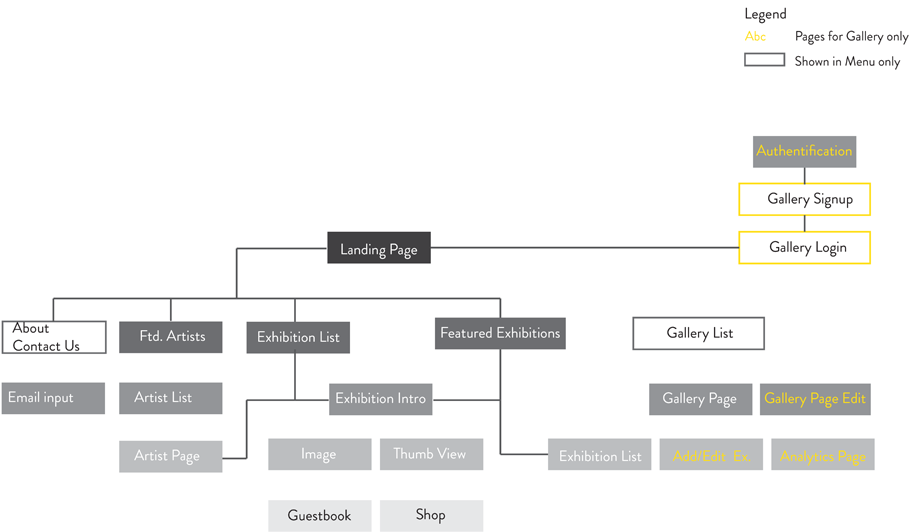 Legend
Abc
Pages for Gallery only
Shown in Menu only
Authentification
Gallery Signup
Landing Page
Gallery Login
About
Contact Us
Ftd. Artists
Exhibition List
Featured Exhibitions
Gallery List
Email input
Artist List
Exhibition Intro
Gallery Page
Gallery Page Edit
Artist Page
Image
Thumb View
Exhibition List
Add/Edit Ex.
Analytics Page
Guestbook
Shop